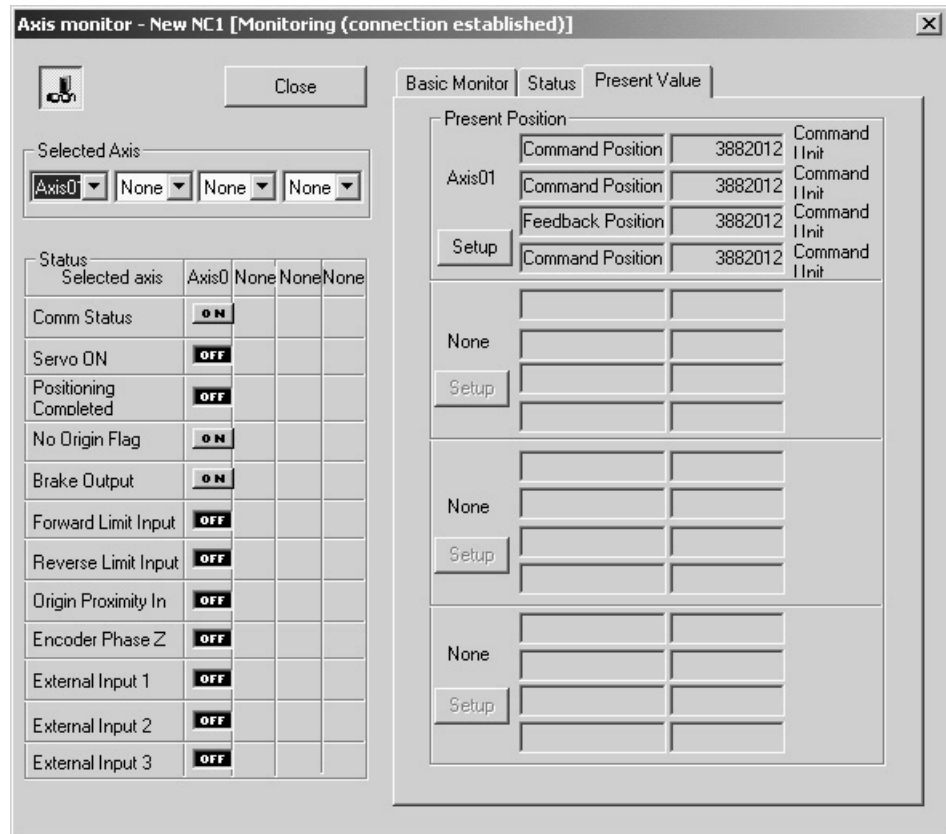 Axis monitor - New NC1 [Monitoring (connection established)]
Close
Selected Axis
Axis01 None None None
Status
Selected axis Axis0 None None None
Comm Status ON
Servo ON OFF
Positioning
Completed OFF
No Origin Flag ON
Brake Output ON
Forward Limit Input OFF
Reverse Limit Input OFF
Origin Proximity In OFF
Encoder Phase Z OFF
External Input 1 OFF
External Input 2 OFF
External Input 3 OFF
Basic Monitor Status Present Value
Present Position
Axis01
Setup
Command Position 3882012 Command Unit
Command Position 3882012 Command Unit
Feedback Position 3882012 Command Unit
Command Position 3882012 Command Unit
None
Setup
None
Setup
None
Setup